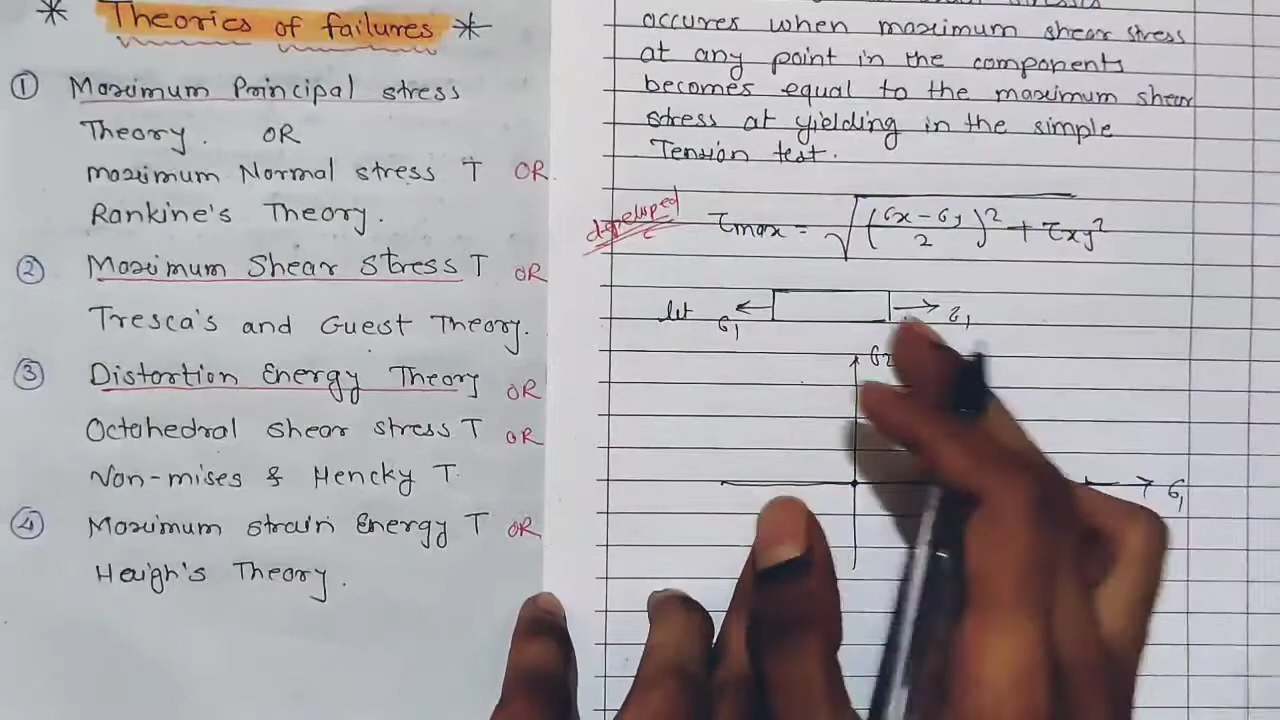 * Theories of failures *
① Maximum Principal stress
Theory. OR
maximum Normal stress T OR
Rankine's Theory.
② Maximum Shear Stress T OR
Tresca's and Guest Theory.
③ Distortion Energy Theory OR
Octahedral shear stress T OR
Von-mises & Hencky T.
④ Maximum strain Energy T OR
Heigh's Theory.
occures when maximum shear stress
at any point in the components
becomes equal to the maximum shear
stress at yielding in the simple
Tension test.
developed
τmax = √((σx - σy)/2)² + τxy²
let σ1 σ1
σ2
σ1